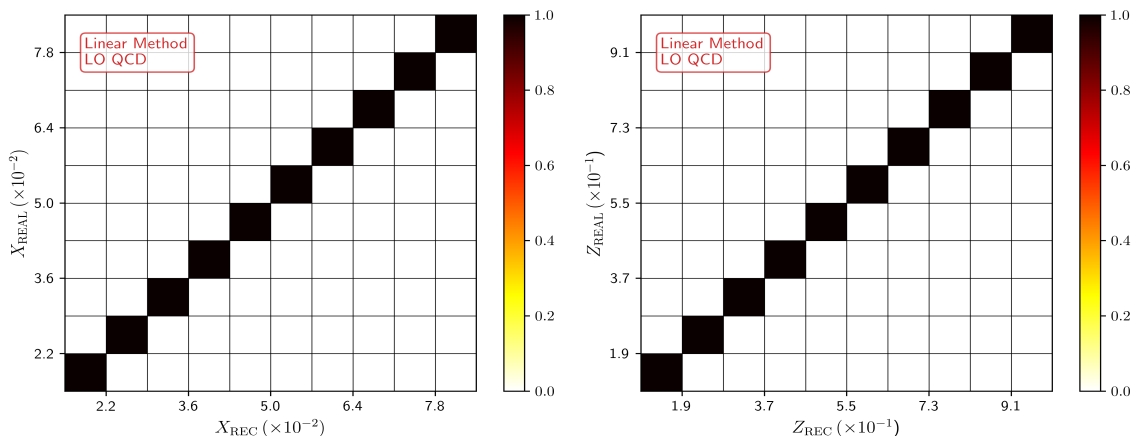 Linear Method
LO QCD
7.8
6.4
5.0
3.6
2.2
X_REAL (×10⁻²)
2.2 3.6 5.0 6.4 7.8
X_REC (×10⁻²)
1.0
0.8
0.6
0.4
0.2
0.0
Linear Method
LO QCD
9.1
7.3
5.5
3.7
1.9
Z_REAL (×10⁻¹)
1.9 3.7 5.5 7.3 9.1
Z_REC (×10⁻¹)
1.0
0.8
0.6
0.4
0.2
0.0